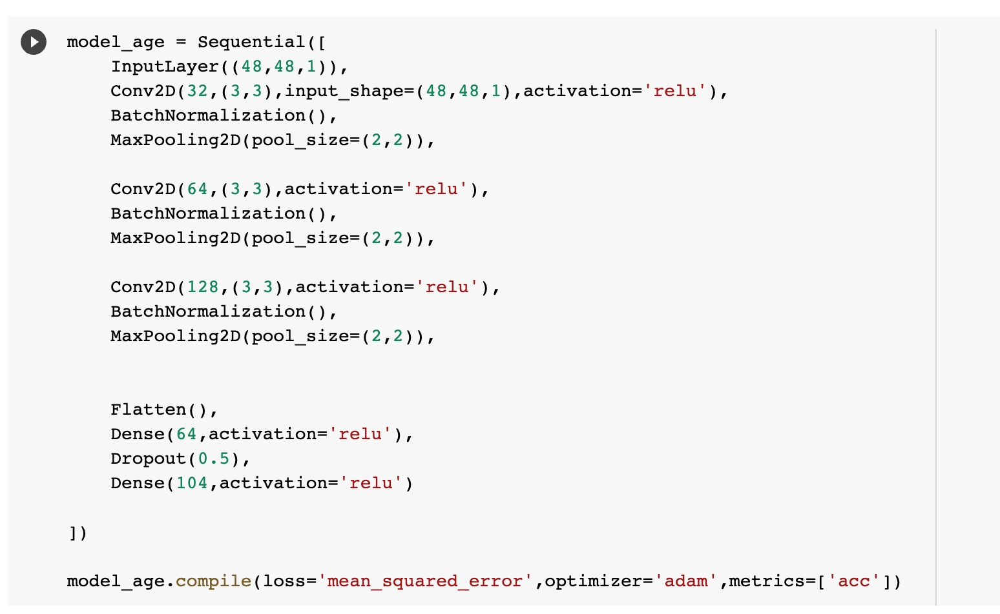 model_age = Sequential([
    InputLayer((48,48,1)),
    Conv2D(32,(3,3),input_shape=(48,48,1),activation='relu'),
    BatchNormalization(),
    MaxPooling2D(pool_size=(2,2)),

    Conv2D(64,(3,3),activation='relu'),
    BatchNormalization(),
    MaxPooling2D(pool_size=(2,2)),

    Conv2D(128,(3,3),activation='relu'),
    BatchNormalization(),
    MaxPooling2D(pool_size=(2,2)),

    Flatten(),
    Dense(64,activation='relu'),
    Dropout(0.5),
    Dense(104,activation='relu')

])

model_age.compile(loss='mean_squared_error',optimizer='adam',metrics=['acc'])